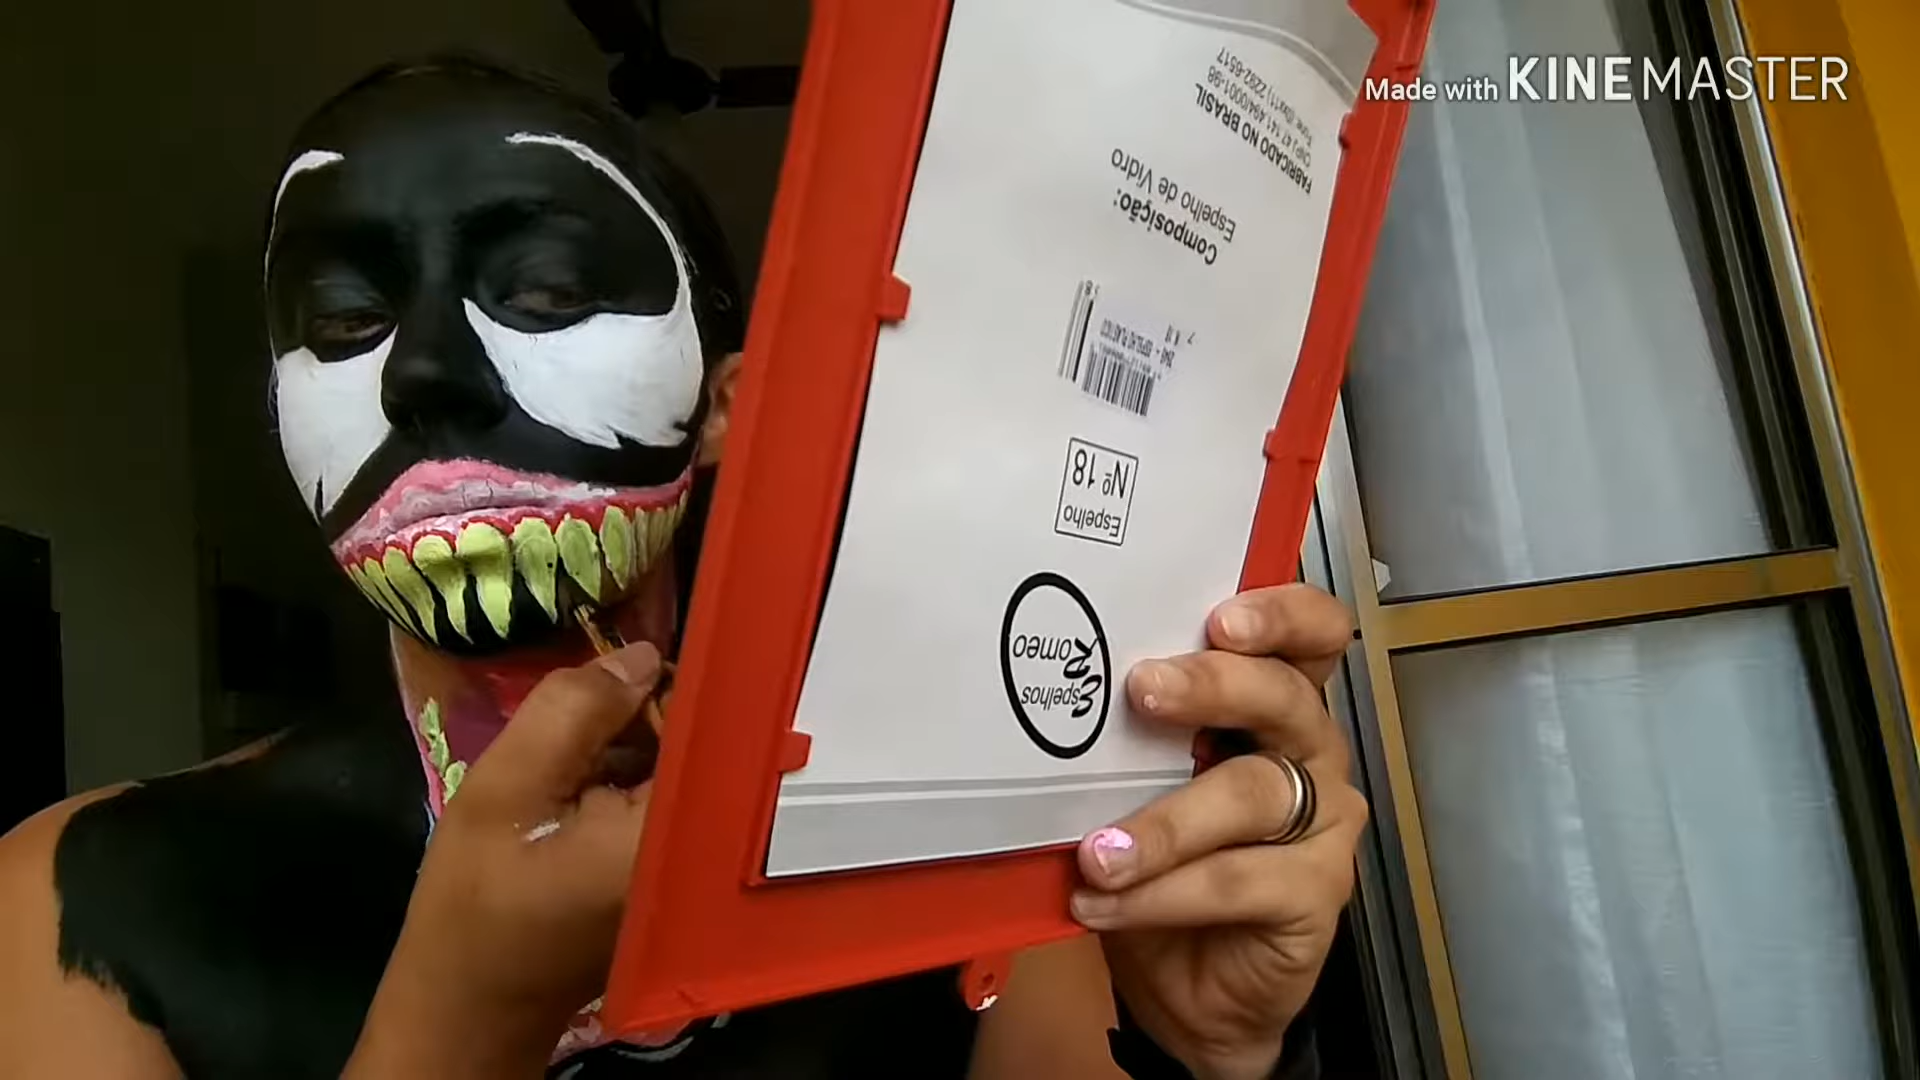 Made with KINEMASTER
Espelhos
Romeo
Espelho
Nº 18
Composição:
Espelho de Vidro
FABRICADO NO BRASIL